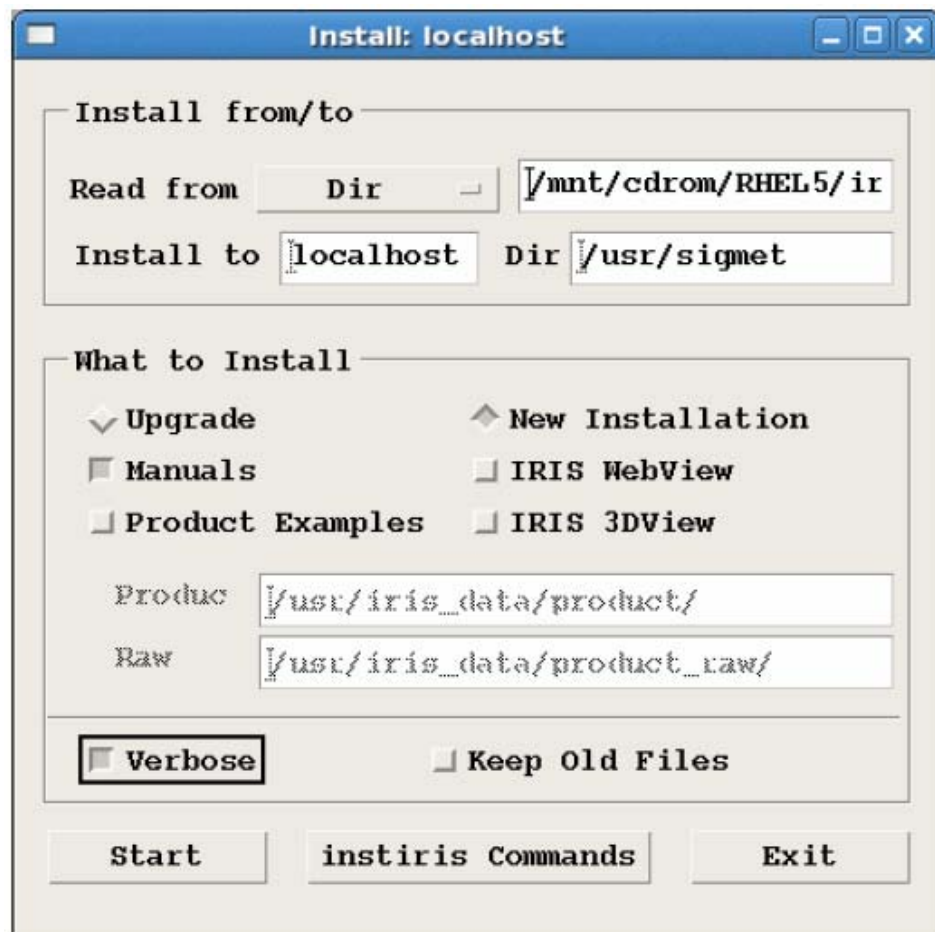 Install: localhost
Install from/to
Read from Dir /mnt/cdrom/RHEL5/ir
Install to localhost Dir /usr/sigmet
What to Install
Upgrade New Installation
Manuals IRIS WebView
Product Examples IRIS 3DView
Produc /usr/iris_data/product/
Raw /usr/iris_data/product_raw/
Verbose Keep Old Files
Start instiris Commands Exit